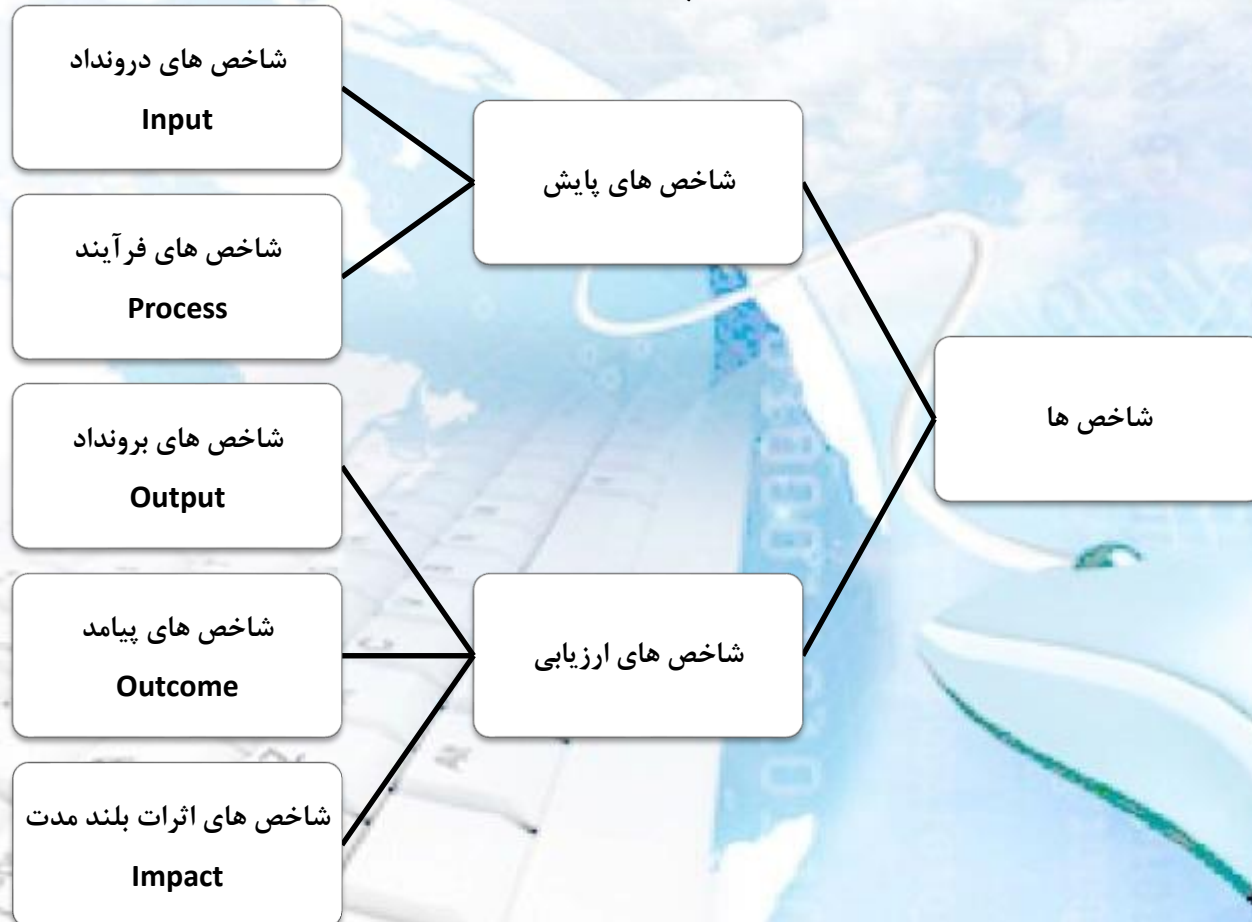 شاخص ها
شاخص های پایش
شاخص های ارزیابی
شاخص های درونداد
Input
شاخص های فرآیند
Process
شاخص های برونداد
Output
شاخص های پیامد
Outcome
شاخص های اثرات بلند مدت
Impact